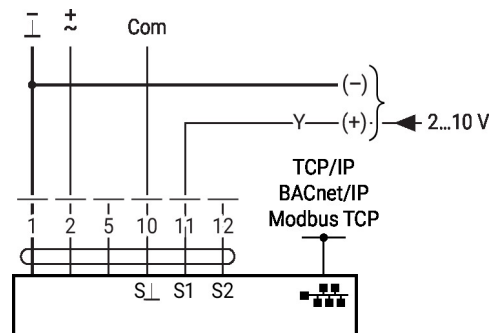 – +
⊥ ~ Com
(–)
Y (+) 2...10 V
TCP/IP
BACnet/IP
Modbus TCP
1 2 5 10 11 12
S⊥ S1 S2